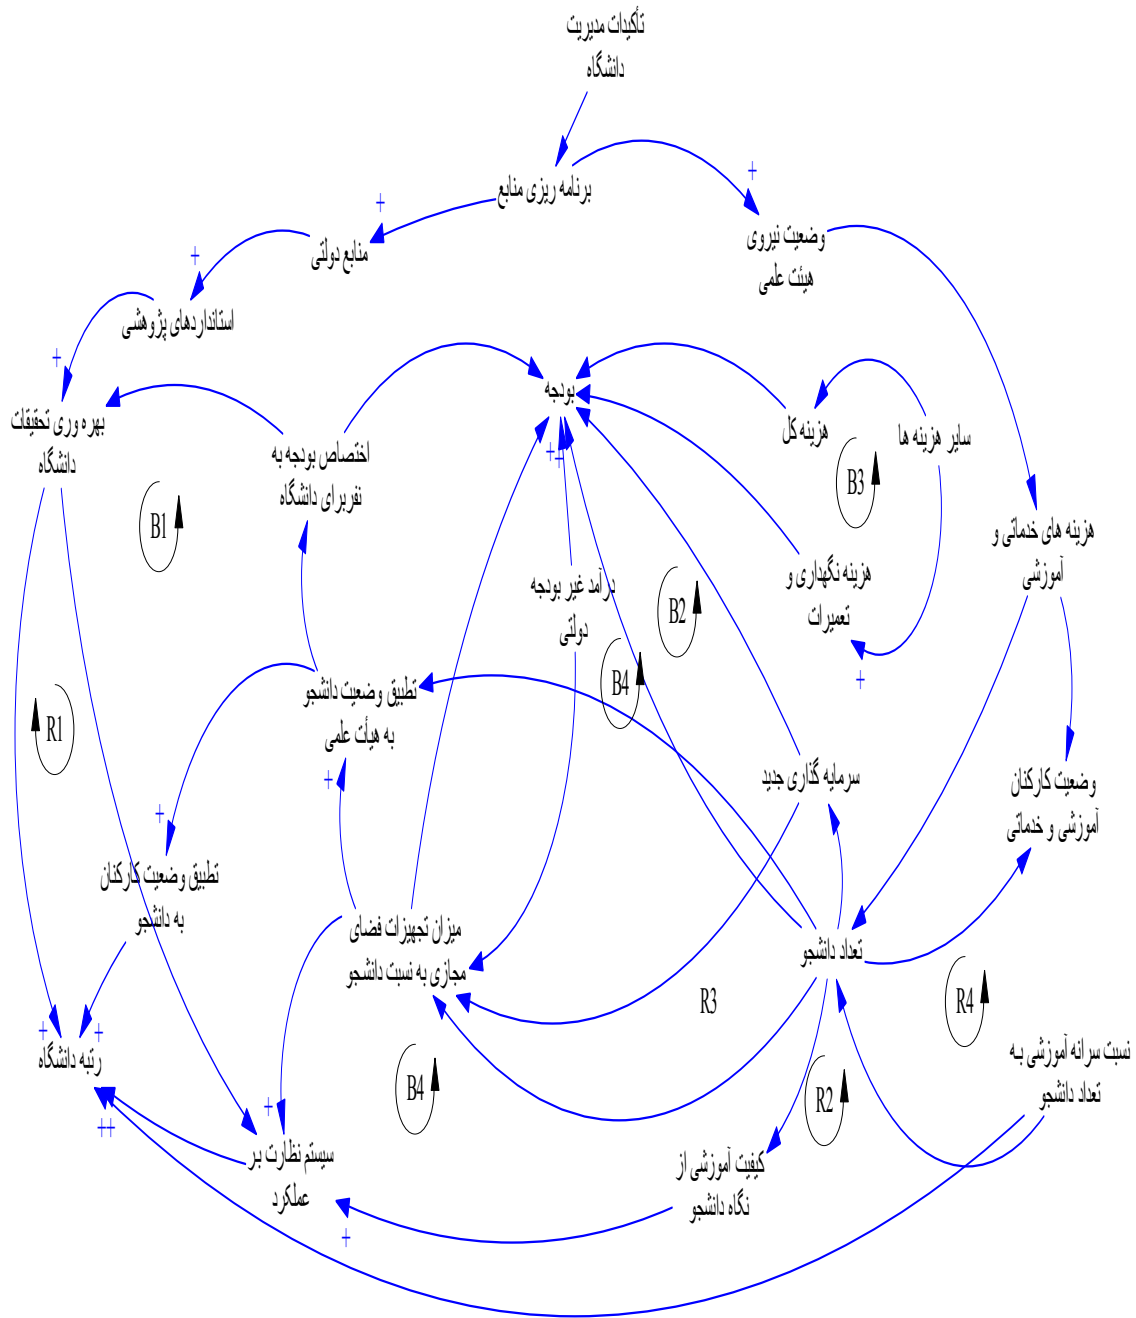 تأکیدات مدیریت
دانشگاه
+
برنامه ریزی منابع
+
وضعیت نیروی
هیئت علمی
منابع دولتی
+
استانداردهای پژوهشی
+
بودجه
بهره وری تحقیقات
دانشگاه
هزینه کل
سایر هزینه ها
اختصاص بودجه به
نفربرای دانشگاه
++
B3
B1
هزینه های خدماتی و
آموزشی
درآمد غیر بودجه
دولتی
هزینه نگهداری و
تعمیرات
B2
+
B4
تطبیق وضعیت دانشجو
به هیأت علمی
R1
+
سرمایه گذاری جدید
وضعیت کارکنان
آموزشی و خدماتی
+
تطبیق وضعیت کارکنان
به دانشجو
میزان تجهیزات فضای
مجازی به نسبت دانشجو
تعداد دانشجو
R3
R4
+
+
رتبه دانشگاه
نسبت سرانه آموزشی به
تعداد دانشجو
B4
R2
+
++
سیستم نظارت بر
عملکرد
کیفیت آموزشی از
نگاه دانشجو
+